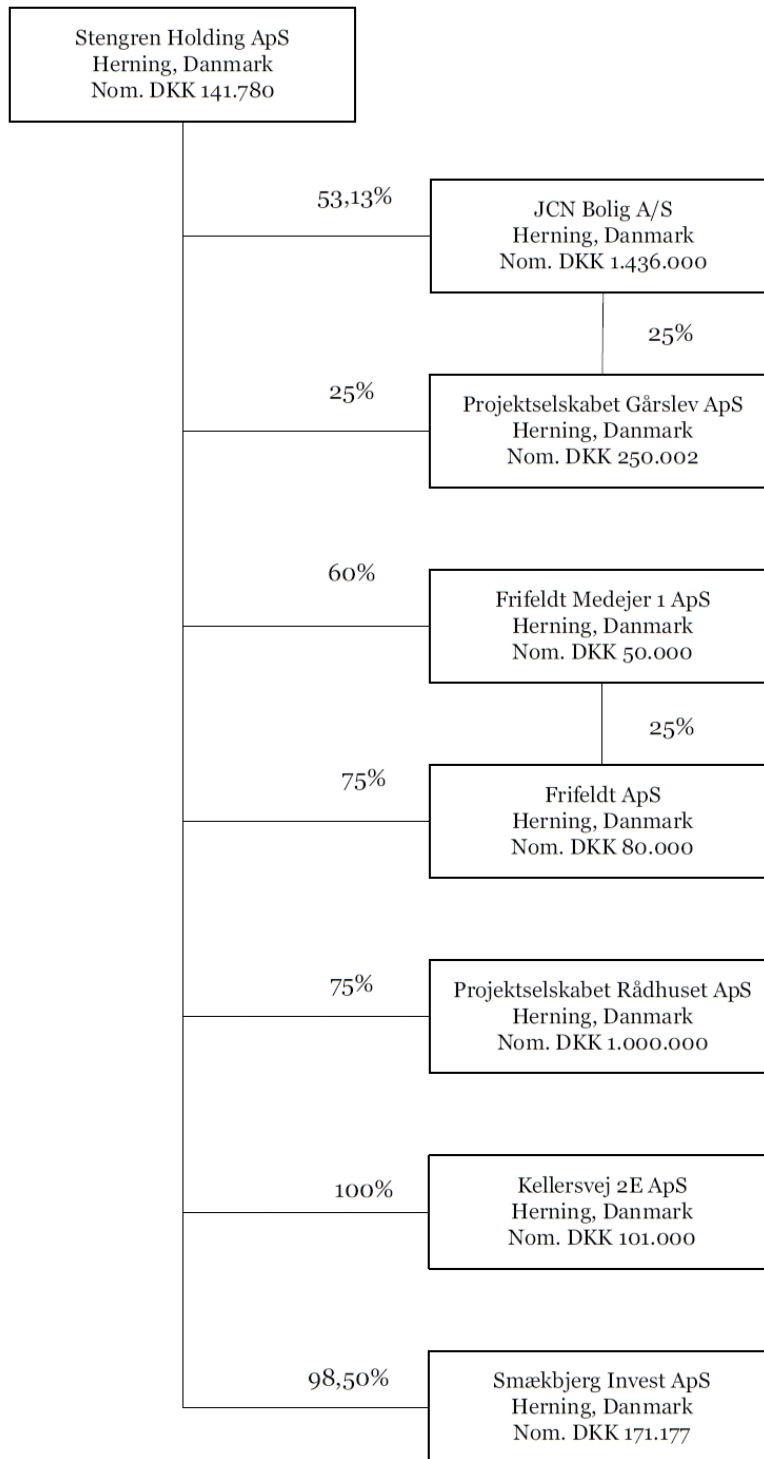 Stengren Holding ApS
Herning, Danmark
Nom. DKK 141.780
53,13%
JCN Bolig A/S
Herning, Danmark
Nom. DKK 1.436.000
25%
25%
Projektselskabet Gårslev ApS
Herning, Danmark
Nom. DKK 250.002
60%
Frifeldt Medejer 1 ApS
Herning, Danmark
Nom. DKK 50.000
25%
75%
Frifeldt ApS
Herning, Danmark
Nom. DKK 80.000
75%
Projektselskabet Rådhuset ApS
Herning, Danmark
Nom. DKK 1.000.000
100%
Kellersvej 2E ApS
Herning, Danmark
Nom. DKK 101.000
98,50%
Smækbjerg Invest ApS
Herning, Danmark
Nom. DKK 171.177